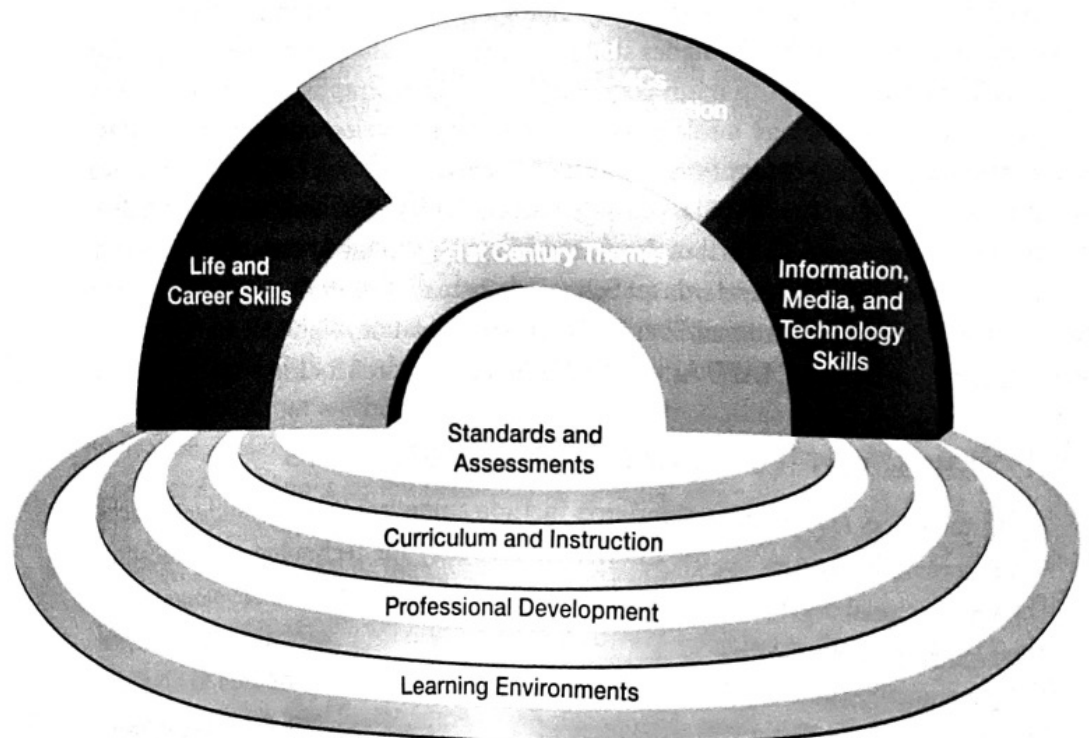 Life and
Career Skills
21st Century Themes
Information,
Media, and
Technology
Skills
Standards and
Assessments
Curriculum and Instruction
Professional Development
Learning Environments